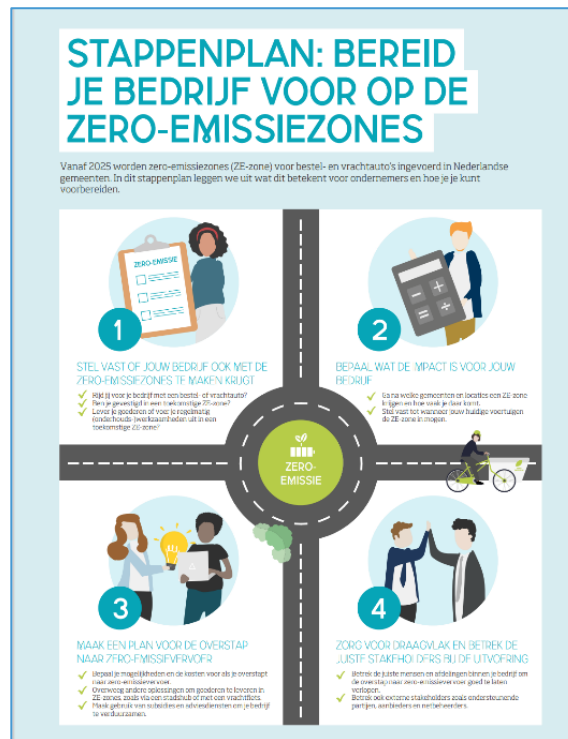 STAPPENPLAN: BEREID
JE BEDRIJF VOOR OP DE
ZERO-EMISSIEZONES
Vanaf 2025 worden zero-emissiezones (ZE-zone) voor bestel- en vrachtauto's ingevoerd in Nederlandse
gemeenten. In dit stappenplan leggen we uit wat dit betekent voor ondernemers en hoe je je kunt
voorbereiden.
ZERO-EMISSIE
1
STEL VAST OF JOUW BEDRIJF OOK MET DE
ZERO-EMISSIEZONES TE MAKEN KRIJGT
Rijd jij voor je bedrijf met een bestel- of vrachtauto?
Ben je gevestigd in een toekomstige ZE-zone?
Lever je goederen of voer je regelmatig
(onderhouds-)werkzaamheden uit in een
toekomstige ZE-zone?
2
BEPAAL WAT DE IMPACT IS VOOR JOUW
BEDRIJF
Ga na welke gemeenten en locaties een ZE-zone
krijgen en hoe vaak je daar komt.
Stel vast tot wanneer jouw huidige voertuigen
de ZE-zone in mogen.
ZERO-
EMISSIE
3
MAAK EEN PLAN VOOR DE OVERSTAP
NAAR ZERO-EMISSIEVERVOER
Bepaal je mogelijkheden en de kosten voor als je overstapt
naar zero-emissievervoer.
Overweeg andere oplossingen om goederen te leveren in
ZE-zones, zoals via een stadshub of met een vrachtfiets.
Maak gebruik van subsidies en adviesdiensten om je bedrijf
te verduurzamen.
4
ZORG VOOR DRAAGVLAK EN BETREK DE
JUISTE STAKEHOLDERS BIJ DE UITVOERING
Betrek de juiste mensen en afdelingen binnen je bedrijf om
de overstap naar zero-emissievervoer goed te laten
verlopen.
Betrek ook externe stakeholders zoals ondersteunende
partijen, aanbieders en netbeheerders.